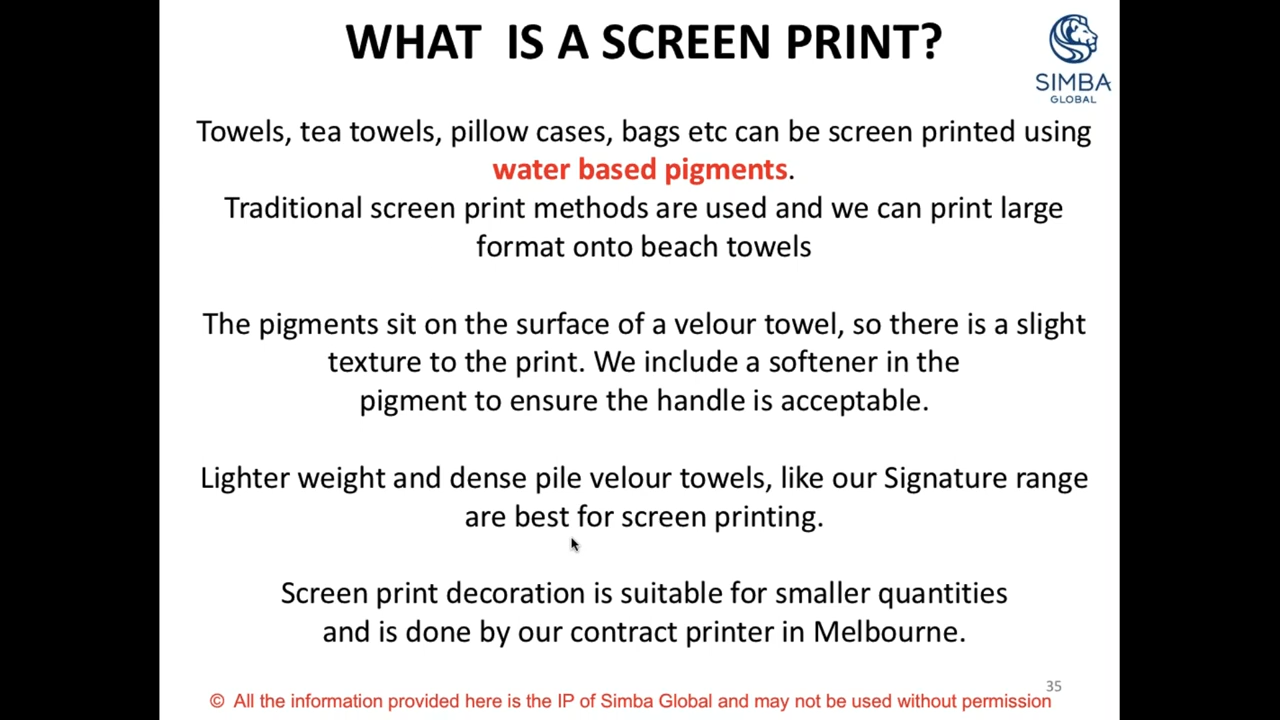 WHAT  IS A SCREEN PRINT?
SIMBA
GLOBAL
Towels, tea towels, pillow cases, bags etc can be screen printed using
water based pigments.
Traditional screen print methods are used and we can print large
format onto beach towels
The pigments sit on the surface of a velour towel, so there is a slight
texture to the print. We include a softener in the
pigment to ensure the handle is acceptable.
Lighter weight and dense pile velour towels, like our Signature range
are best for screen printing.
Screen print decoration is suitable for smaller quantities
and is done by our contract printer in Melbourne.
35
© All the information provided here is the IP of Simba Global and may not be used without permission